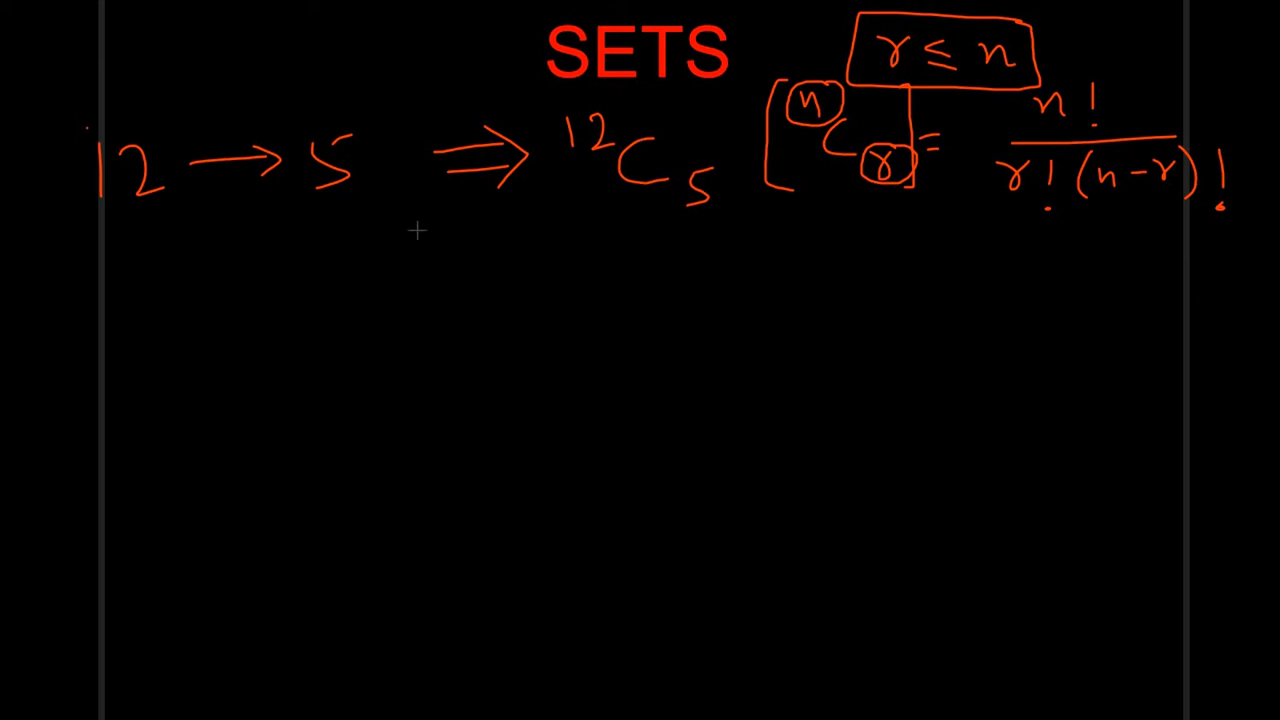 SETS
r ≤ n
12 → 5 ⇒ ¹²C₅ [ⁿCᵣ] = n! / r! (n - r)!